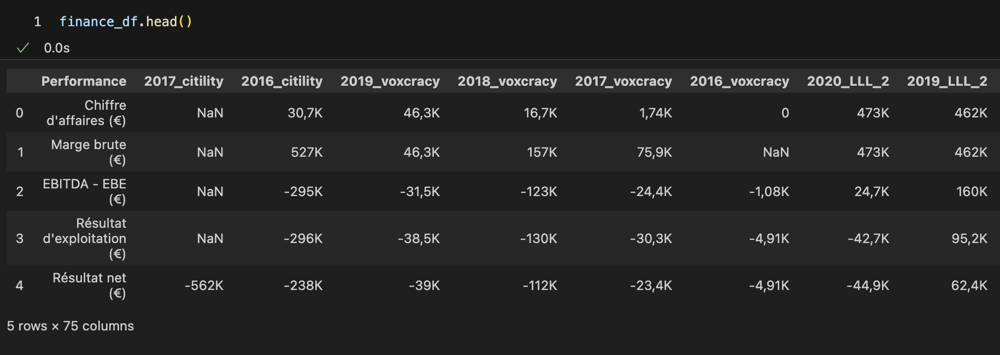 1 finance_df.head()
0.0s
Performance 2017_citility 2016_citility 2019_voxcracy 2018_voxcracy 2017_voxcracy 2016_voxcracy 2020_LLL_2 2019_LLL_2
0 Chiffre d'affaires (€) NaN 30,7K 46,3K 16,7K 1,74K 0 473K 462K
1 Marge brute (€) NaN 527K 46,3K 157K 75,9K NaN 473K 462K
2 EBITDA - EBE (€) NaN -295K -31,5K -123K -24,4K -1,08K 24,7K 160K
3 Résultat d'exploitation (€) NaN -296K -38,5K -130K -30,3K -4,91K -42,7K 95,2K
4 Résultat net (€) -562K -238K -39K -112K -23,4K -4,91K -44,9K 62,4K
5 rows × 75 columns